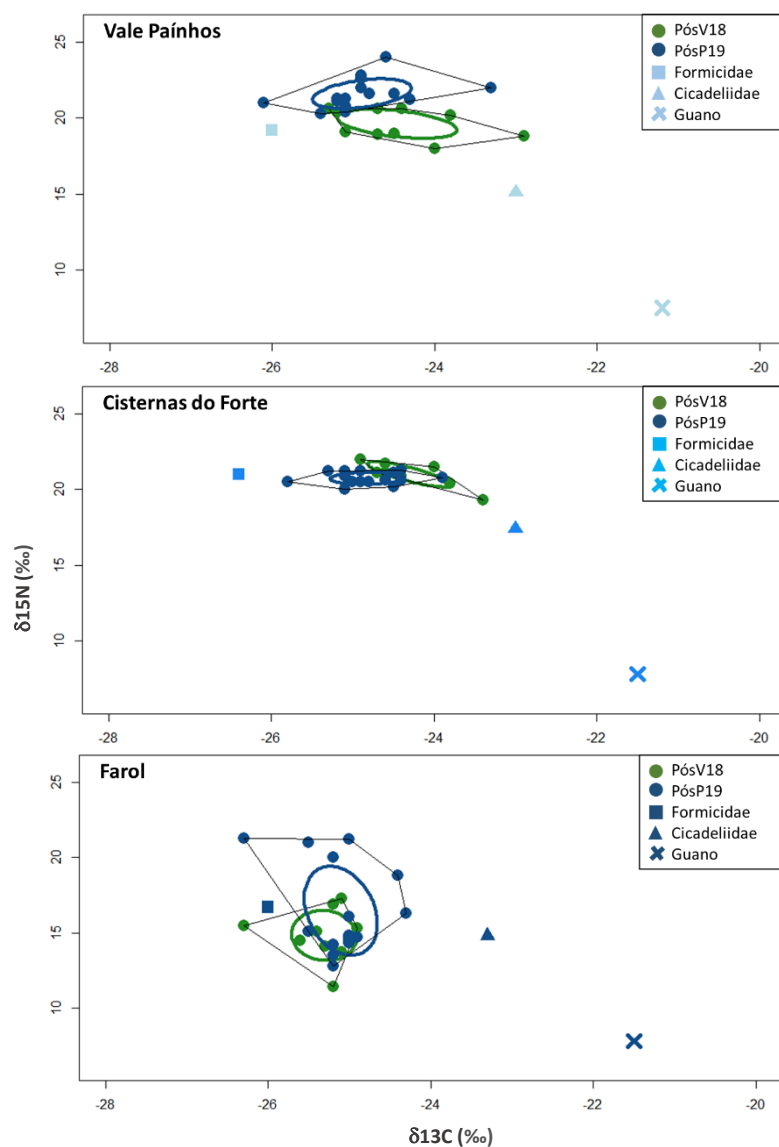 Vale Paínhos
PósV18
PósP19
Formicidae
Cicadeliidae
Guano
25
20
15
10
-28
-26
-24
-22
-20
Cisternas do Forte
PósV18
PósP19
Formicidae
Cicadeliidae
Guano
25
20
15
10
δ15N (‰)
-28
-26
-24
-22
-20
Farol
PósV18
PósP19
Formicidae
Cicadeliidae
Guano
25
20
15
10
-28
-26
-24
-22
-20
δ13C (‰)